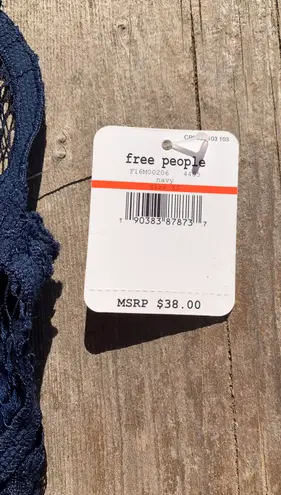 free people
F16M00206
navy
1 90383 87873 7
MSRP $38.00